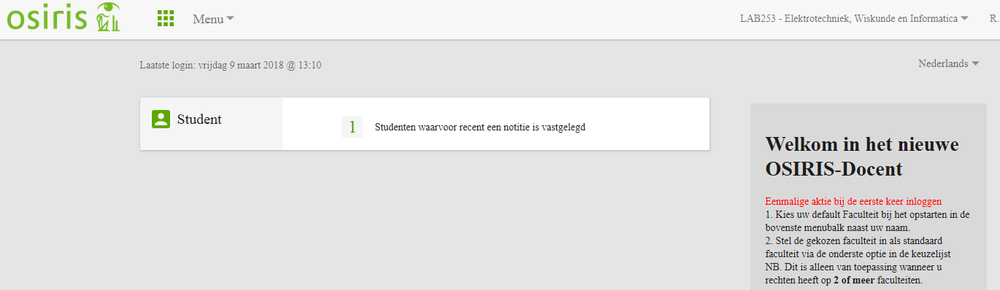 osiris
Menu
LAB253 - Elektrotechniek, Wiskunde en Informatica
R.
Laatste login: vrijdag 9 maart 2018 @ 13:10
Nederlands
Student
1
Studenten waarvoor recent een notitie is vastgelegd
Welkom in het nieuwe
OSIRIS-Docent
Eenmalige aktie bij de eerste keer inloggen
1. Kies uw default Faculteit bij het opstarten in de
bovenste menubalk naast uw naam.
2. Stel de gekozen faculteit in als standaard
faculteit via de onderste optie in de keuzelijst
NB. Dit is alleen van toepassing wanneer u
rechten heeft op 2 of meer faculteiten.